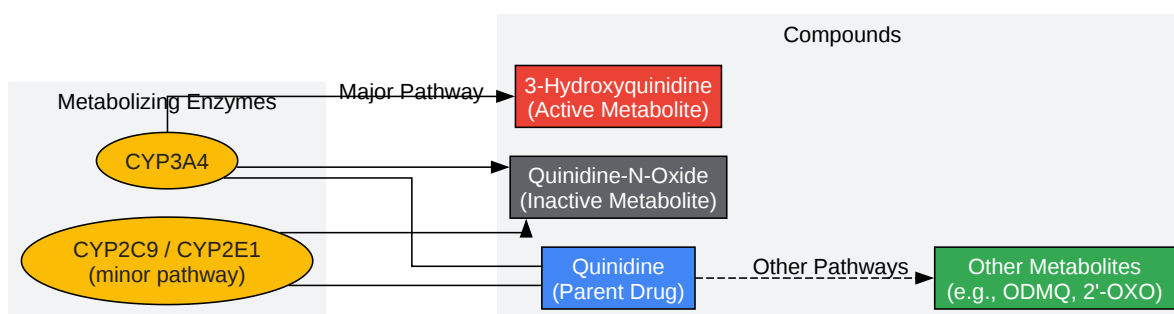 Compounds
Metabolizing Enzymes
Major Pathway
3-Hydroxyquinidine
(Active Metabolite)
CYP3A4
Quinidine-N-Oxide
(Inactive Metabolite)
CYP2C9 / CYP2E1
(minor pathway)
Quinidine
(Parent Drug)
Other Pathways
Other Metabolites
(e.g., ODMQ, 2'-OXO)